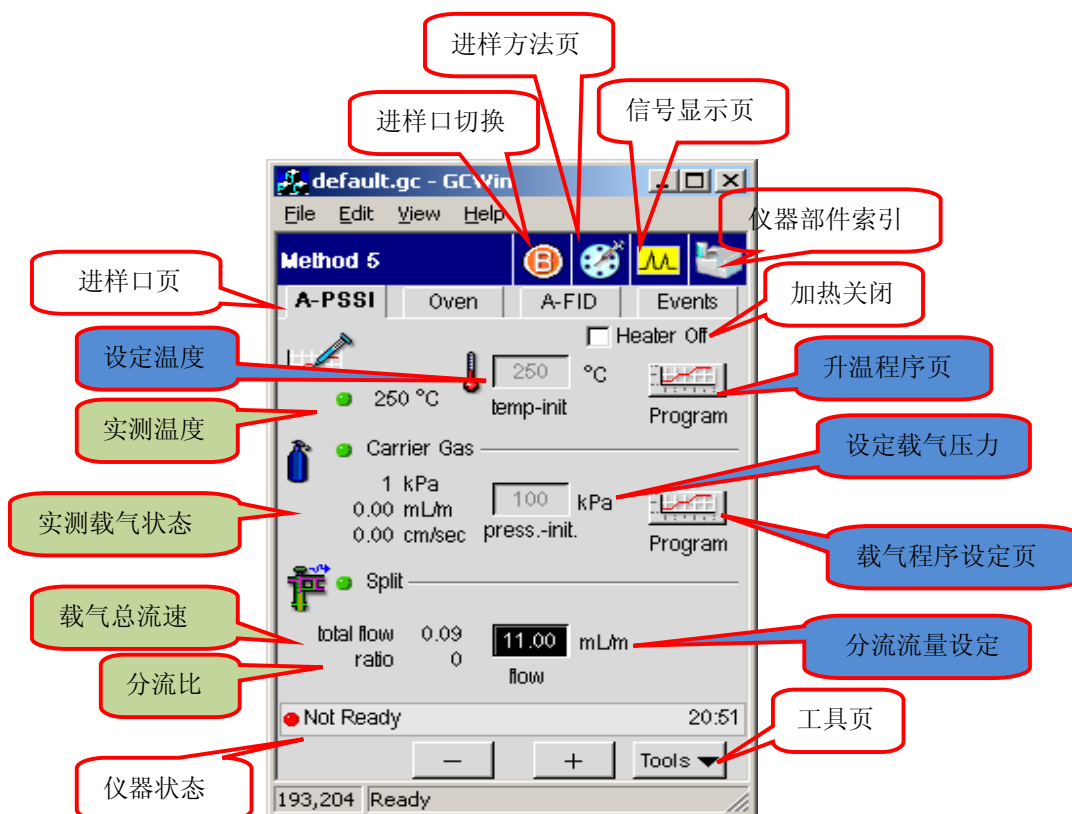 进样方法页
进样口切换
信号显示页
default.gc - GCWin
File Edit View Help
仪器部件索引
Method 5
B
进样口页
加热关闭
A-PSSI Oven A-FID Events
Heater Off
设定温度
250 °C
升温程序页
250 °C
temp-init
Program
实测温度
Carrier Gas
设定载气压力
1 kPa
100 kPa
0.00 mL/m
实测载气状态
0.00 cm/sec
press.-init.
Program
载气程序设定页
Split
载气总流速
total flow 0.09
11.00 mL/m
分流流量设定
ratio 0
分流比
flow
Not Ready 20:51
工具页
− + Tools
仪器状态
193,204 Ready